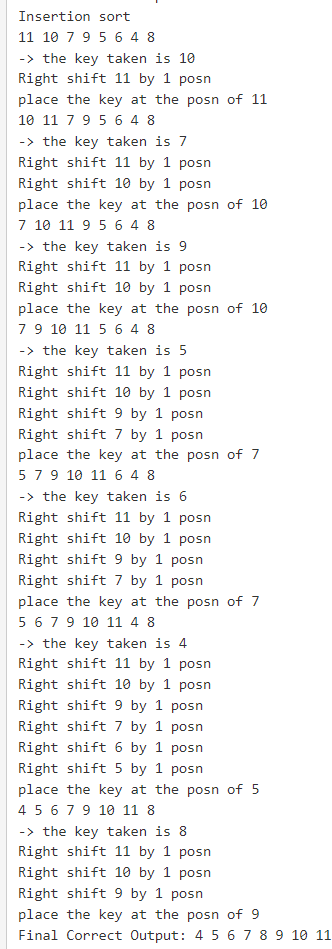 Insertion sort
11 10 7 9 5 6 4 8
-> the key taken is 10
Right shift 11 by 1 posn
place the key at the posn of 11
10 11 7 9 5 6 4 8
-> the key taken is 7
Right shift 11 by 1 posn
Right shift 10 by 1 posn
place the key at the posn of 10
7 10 11 9 5 6 4 8
-> the key taken is 9
Right shift 11 by 1 posn
Right shift 10 by 1 posn
place the key at the posn of 10
7 9 10 11 5 6 4 8
-> the key taken is 5
Right shift 11 by 1 posn
Right shift 10 by 1 posn
Right shift 9 by 1 posn
Right shift 7 by 1 posn
place the key at the posn of 7
5 7 9 10 11 6 4 8
-> the key taken is 6
Right shift 11 by 1 posn
Right shift 10 by 1 posn
Right shift 9 by 1 posn
Right shift 7 by 1 posn
place the key at the posn of 7
5 6 7 9 10 11 4 8
-> the key taken is 4
Right shift 11 by 1 posn
Right shift 10 by 1 posn
Right shift 9 by 1 posn
Right shift 7 by 1 posn
Right shift 6 by 1 posn
Right shift 5 by 1 posn
place the key at the posn of 5
4 5 6 7 9 10 11 8
-> the key taken is 8
Right shift 11 by 1 posn
Right shift 10 by 1 posn
Right shift 9 by 1 posn
place the key at the posn of 9
Final Correct Output: 4 5 6 7 8 9 10 11